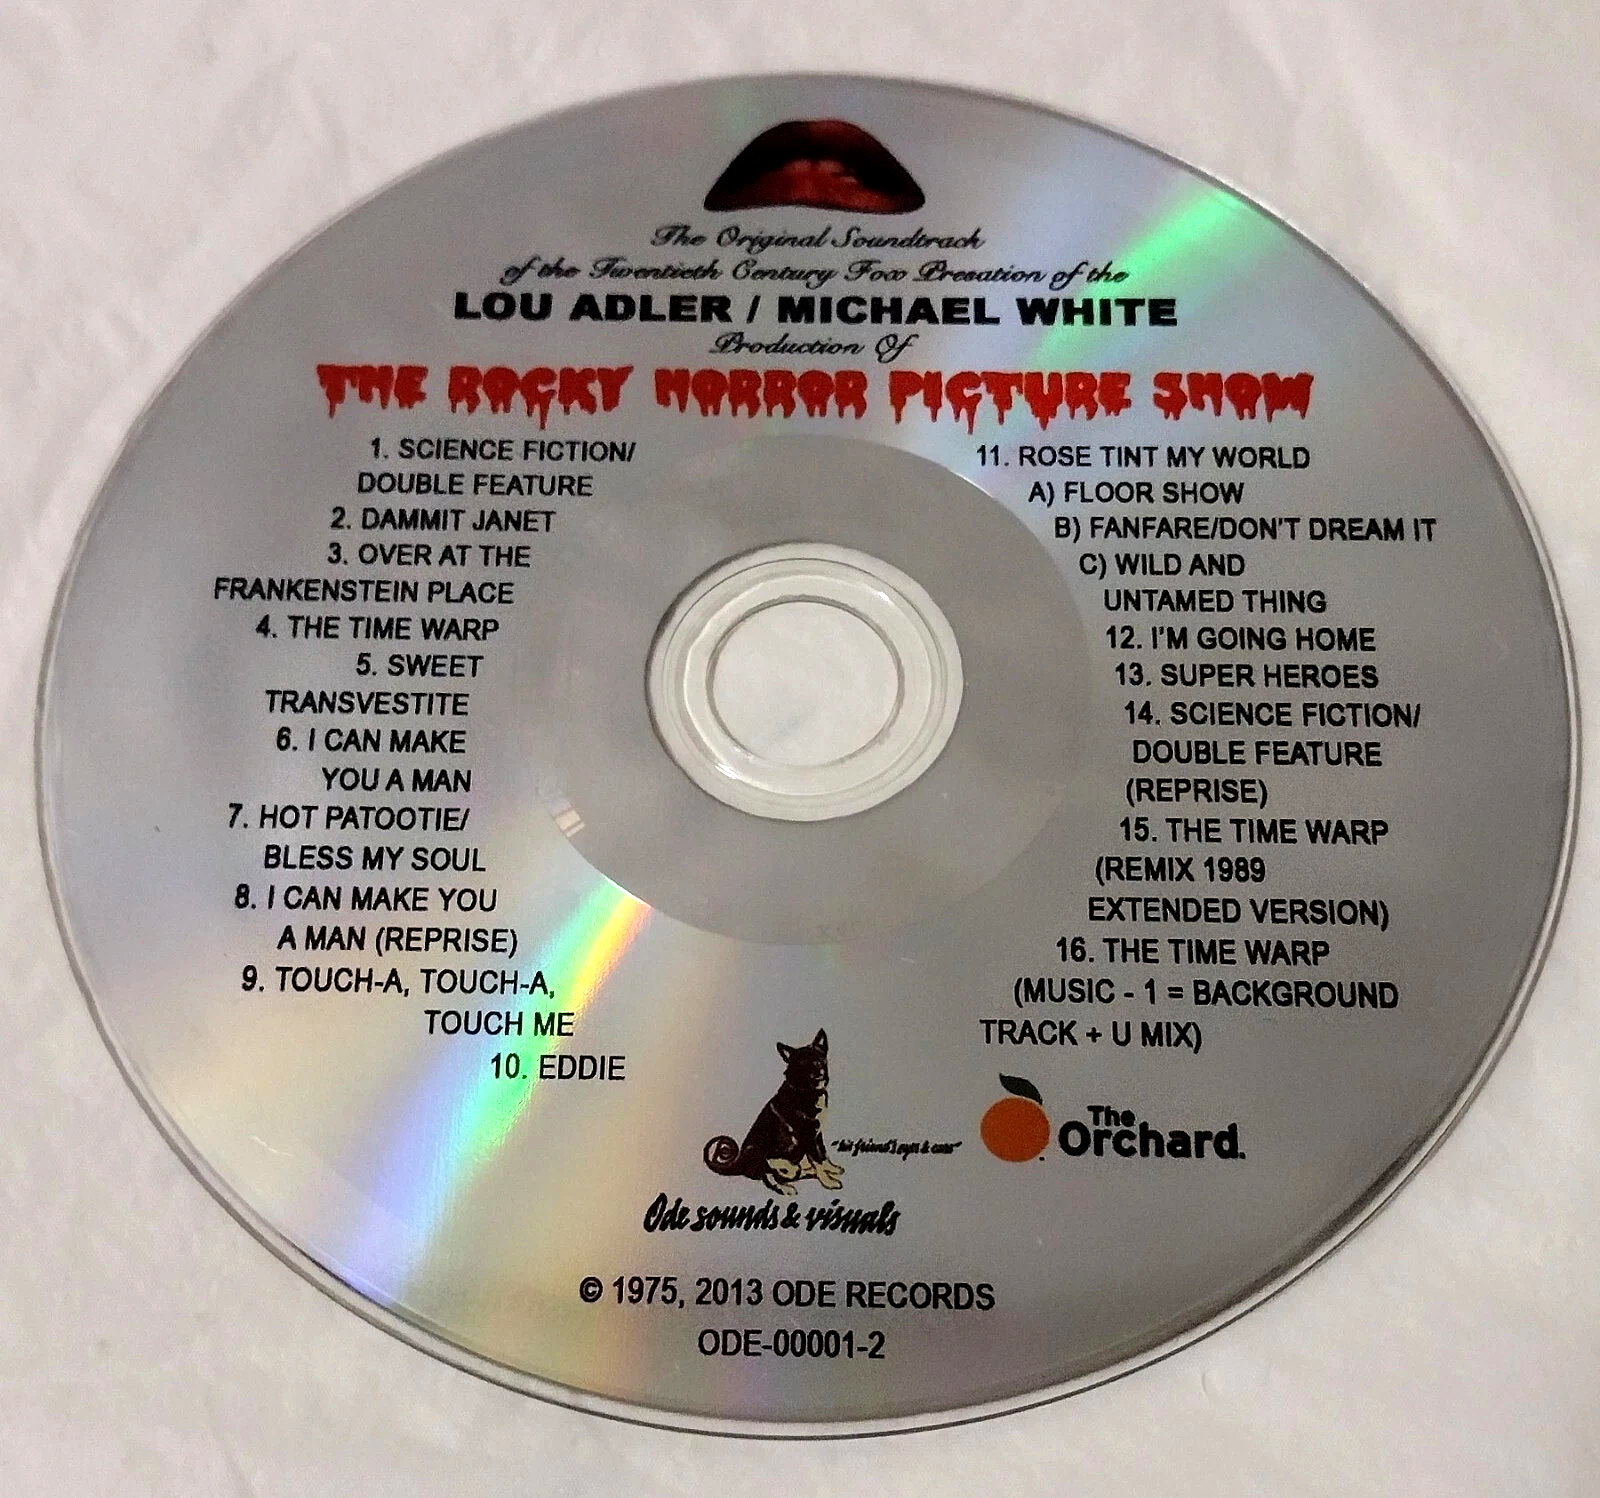 The Original Soundtrack
of the Twentieth Century Fox Presation of the
LOU ADLER / MICHAEL WHITE
Production Of
THE ROCKY HORROR PICTURE SHOW
1. SCIENCE FICTION/
DOUBLE FEATURE
2. DAMMIT JANET
3. OVER AT THE
FRANKENSTEIN PLACE
4. THE TIME WARP
5. SWEET
TRANSVESTITE
6. I CAN MAKE
YOU A MAN
7. HOT PATOOTIE/
BLESS MY SOUL
8. I CAN MAKE YOU
A MAN (REPRISE)
9. TOUCH-A, TOUCH-A,
TOUCH ME
10. EDDIE
11. ROSE TINT MY WORLD
A) FLOOR SHOW
B) FANFARE/DON'T DREAM IT
C) WILD AND
UNTAMED THING
12. I'M GOING HOME
13. SUPER HEROES
14. SCIENCE FICTION/
DOUBLE FEATURE
(REPRISE)
15. THE TIME WARP
(REMIX 1989
EXTENDED VERSION)
16. THE TIME WARP
(MUSIC - 1 = BACKGROUND
TRACK + U MIX)
"his friend's eyes & ears"
Ode sounds & visuals
The
Orchard.
© 1975, 2013 ODE RECORDS
ODE-00001-2